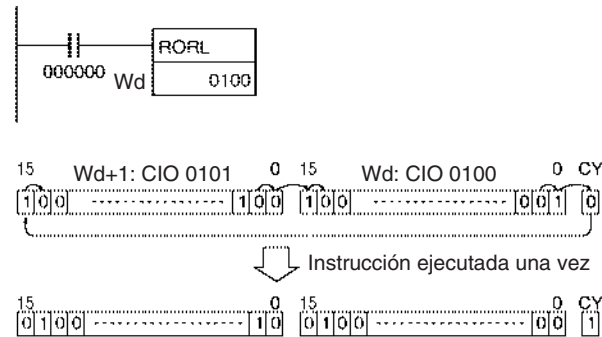 RORL
000000 Wd 0100
15 Wd+1: CIO 0101 0 15 Wd: CIO 0100 0 CY
1 0 0 1 0 0 1 0 0 0 0 1 0
Instrucción ejecutada una vez
15 0 15 0 CY
0 1 0 0 1 0 0 1 0 0 0 0 1